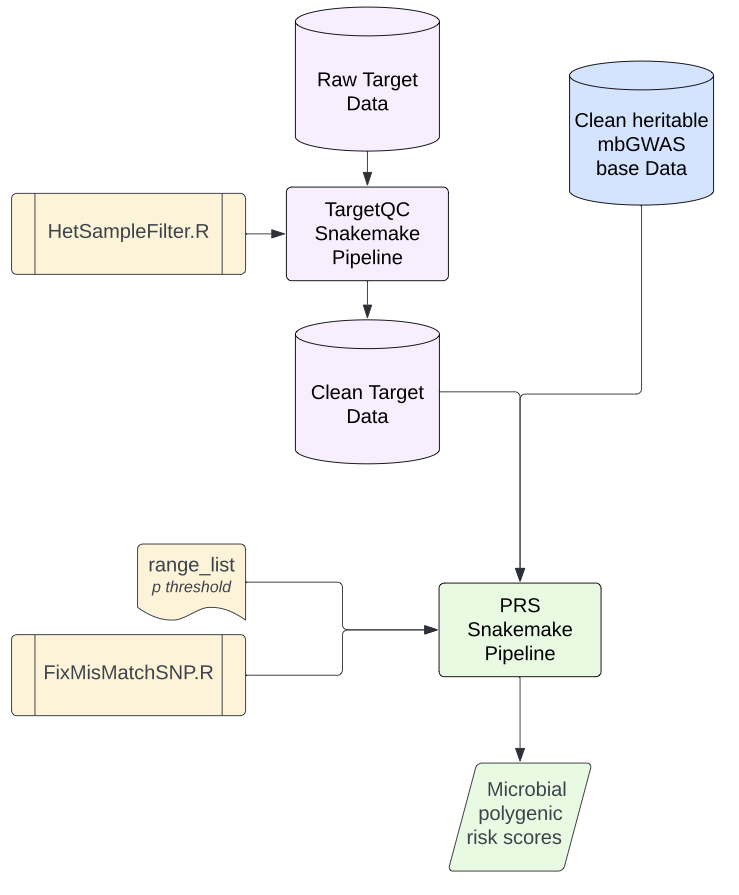 Raw Target
Data
Clean heritable
mbGWAS
base Data
HetSampleFilter.R
TargetQC
Snakemake
Pipeline
Clean Target
Data
range_list
p threshold
FixMisMatchSNP.R
PRS
Snakemake
Pipeline
Microbial
polygenic
risk scores